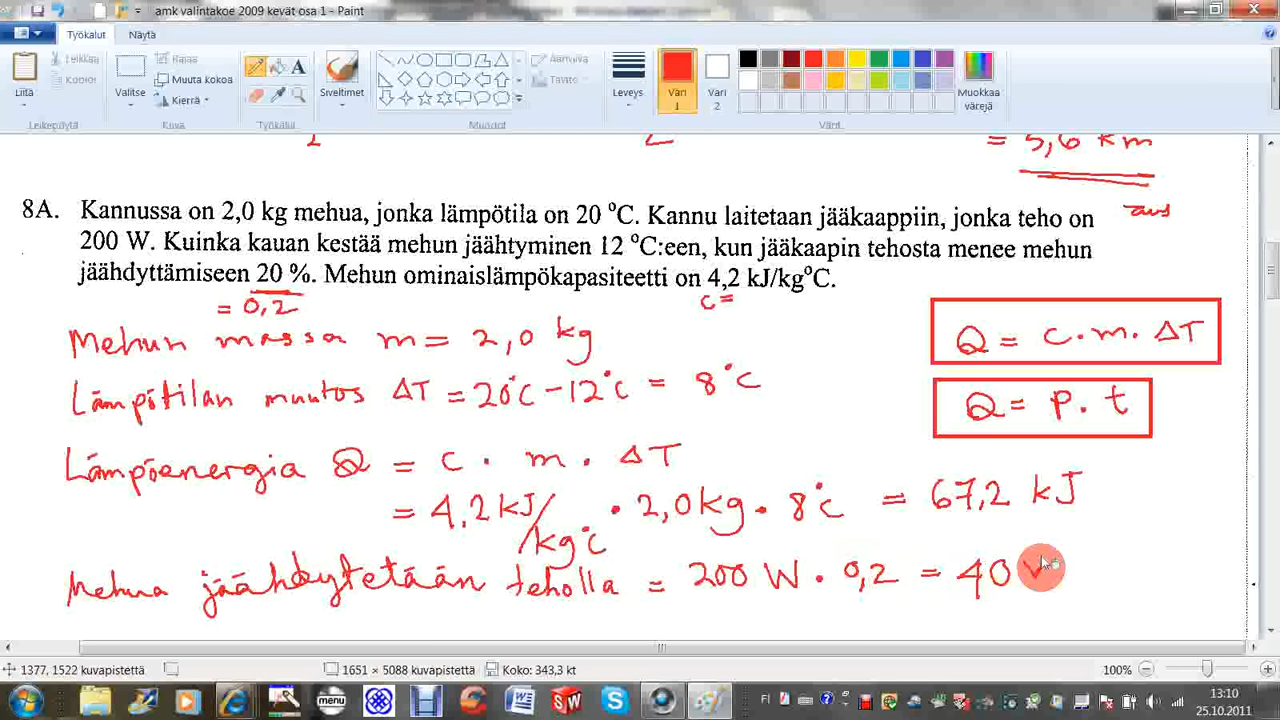 amk valintakoe 2009 kevät osa 1 - Paint
Työkalut Näytä
Liitä
Leikkaa
Kopioi
Leikepöytä
Valitse
Rajaa
Muuta kokoa
Kierrä
Kuva
A
Työkalut
Siveltimet
Ääriviiva
Täyttö
Muodot
Leveys
Väri 1
Väri 2
Muokkaa värejä
Värit
= 5,6 km
8A. Kannussa on 2,0 kg mehua, jonka lämpötila on 20 °C. Kannu laitetaan jääkaappiin, jonka teho on
200 W. Kuinka kauan kestää mehun jäähtyminen 12 °C:een, kun jääkaapin tehosta menee mehun
jäähdyttämiseen 20 %. Mehun ominaislämpökapasiteetti on 4,2 kJ/kg°C.
= 0,2 c =
Mehun massa m = 2,0 kg
Q = c · m · ΔT
Lämpötilan muutos ΔT = 20°C - 12°C = 8°C
Q = P · t
Lämpöenergia Q = c · m · ΔT
= 4,2 kJ/ · 2,0 kg · 8°C = 67,2 kJ
/kg°C
Mehua jäähdytetään teholla = 200 W · 0,2 = 40
1377, 1522 kuvapistettä
1651 × 5088 kuvapistettä
Koko: 343,3 kt
100%
menu
W
SW
S
FI
13:10
25.10.2011